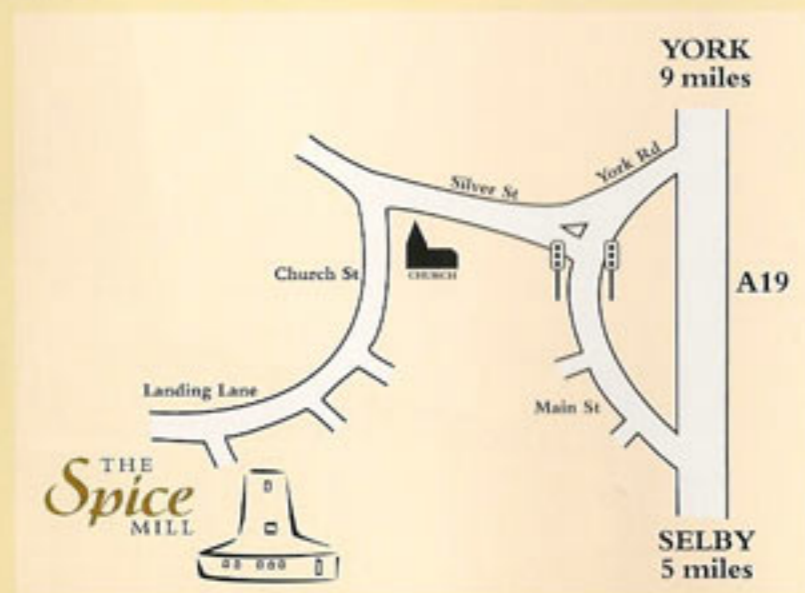 YORK
9 miles
York Rd
Silver St
Church St
CHURCH
A19
Landing Lane
Main St
THE
Spice
MILL
SELBY
5 miles